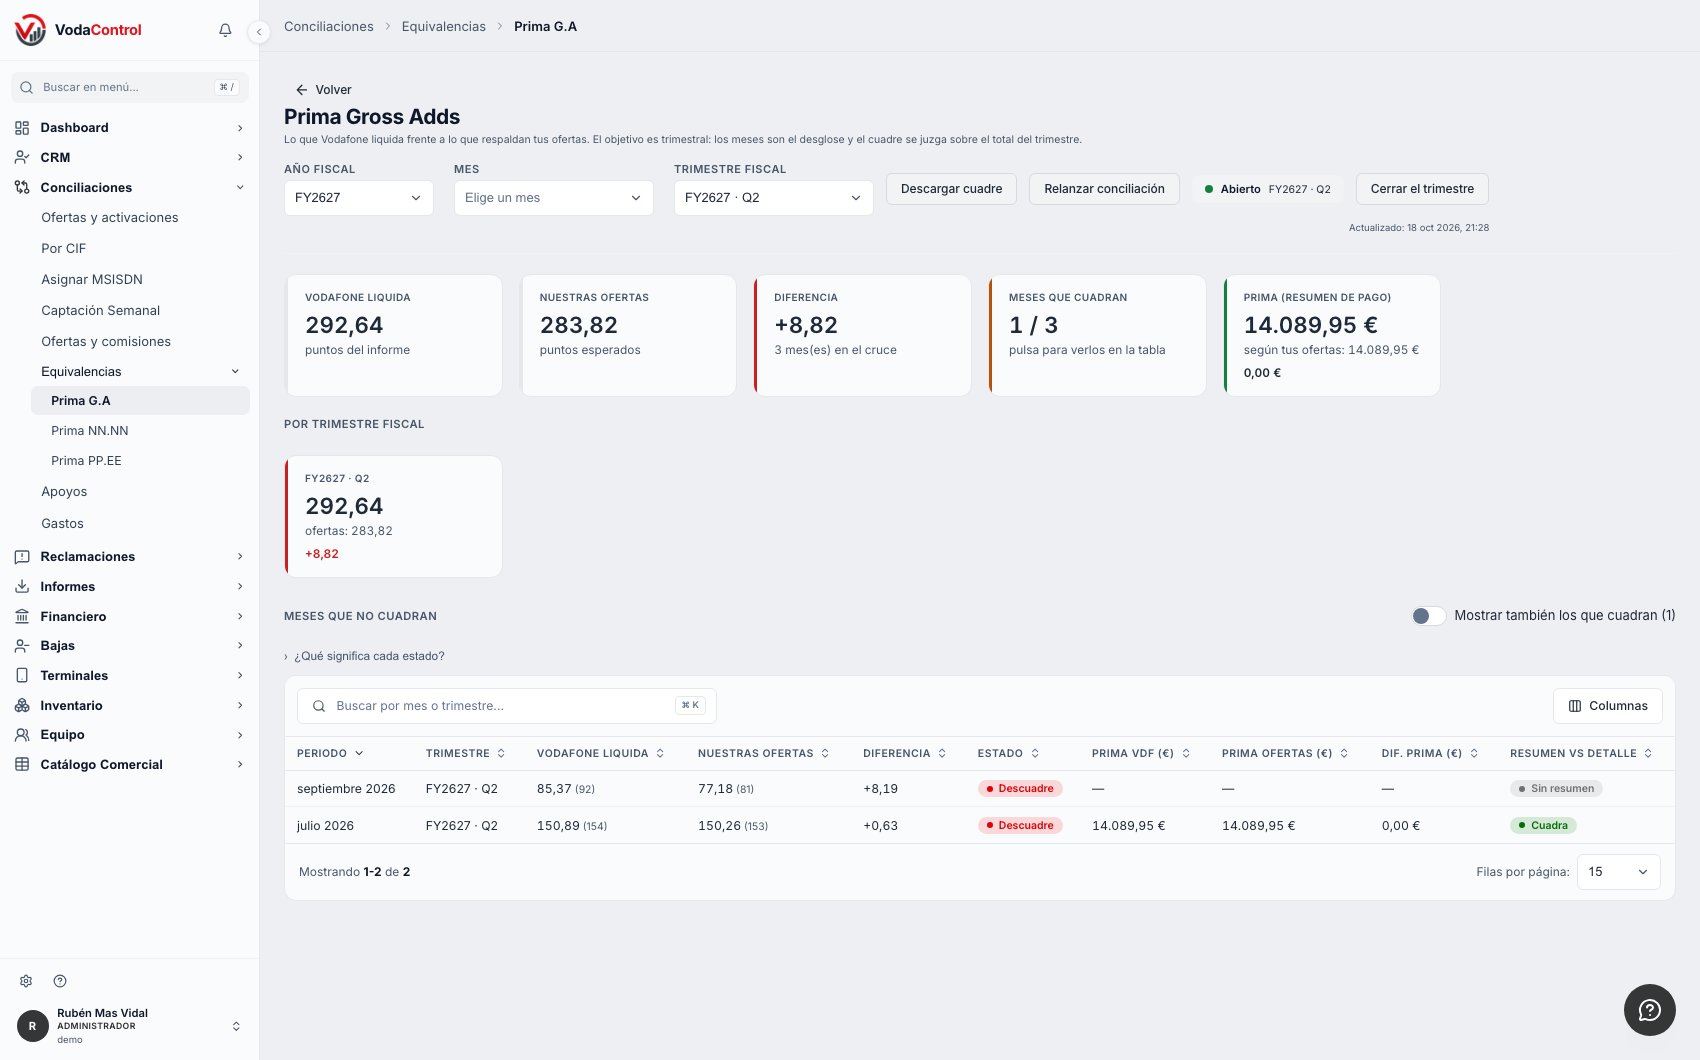 VodaControl
Buscar en menú...
⌘ /
Dashboard
CRM
Conciliaciones
Ofertas y activaciones
Por CIF
Asignar MSISDN
Captación Semanal
Ofertas y comisiones
Equivalencias
Prima G.A
Prima NN.NN
Prima PP.EE
Apoyos
Gastos
Reclamaciones
Informes
Financiero
Bajas
Terminales
Inventario
Equipo
Catálogo Comercial
R
Rubén Mas Vidal
ADMINISTRADOR
demo
Conciliaciones > Equivalencias > Prima G.A
← Volver
Prima Gross Adds
Lo que Vodafone liquida frente a lo que respaldan tus ofertas. El objetivo es trimestral: los meses son el desglose y el cuadre se juzga sobre el total del trimestre.
AÑO FISCAL MES TRIMESTRE FISCAL
FY2627 Elige un mes FY2627 · Q2 Descargar cuadre Relanzar conciliación Abierto FY2627 · Q2 Cerrar el trimestre
Actualizado: 18 oct 2026, 21:28
VODAFONE LIQUIDA
292,64
puntos del informe
NUESTRAS OFERTAS
283,82
puntos esperados
DIFERENCIA
+8,82
3 mes(es) en el cruce
MESES QUE CUADRAN
1 / 3
pulsa para verlos en la tabla
PRIMA (RESUMEN DE PAGO)
14.089,95 €
según tus ofertas: 14.089,95 €
0,00 €
POR TRIMESTRE FISCAL
FY2627 · Q2
292,64
ofertas: 283,82
+8,82
MESES QUE NO CUADRAN
Mostrar también los que cuadran (1)
› ¿Qué significa cada estado?
Buscar por mes o trimestre...
⌘ K
Columnas
PERIODO TRIMESTRE VODAFONE LIQUIDA NUESTRAS OFERTAS DIFERENCIA ESTADO PRIMA VDF (€) PRIMA OFERTAS (€) DIF. PRIMA (€) RESUMEN VS DETALLE
septiembre 2026 FY2627 · Q2 85,37 (92) 77,18 (81) +8,19 Descuadre — — — Sin resumen
julio 2026 FY2627 · Q2 150,89 (154) 150,26 (153) +0,63 Descuadre 14.089,95 € 14.089,95 € 0,00 € Cuadra
Mostrando 1-2 de 2
Filas por página: 15